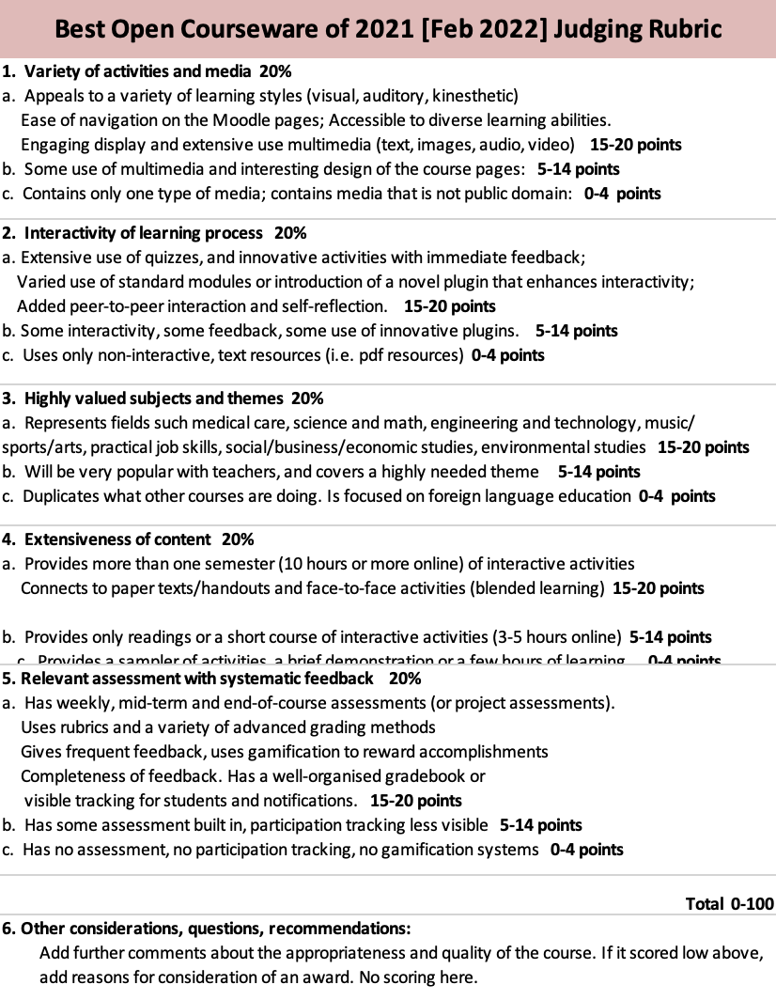 Best Open Courseware of 2021 [Feb 2022] Judging Rubric
1. Variety of activities and media 20%
a. Appeals to a variety of learning styles (visual, auditory, kinesthetic)
Ease of navigation on the Moodle pages; Accessible to diverse learning abilities.
Engaging display and extensive use multimedia (text, images, audio, video) 15-20 points
b. Some use of multimedia and interesting design of the course pages: 5-14 points
c. Contains only one type of media; contains media that is not public domain: 0-4 points
2. Interactivity of learning process 20%
a. Extensive use of quizzes, and innovative activities with immediate feedback;
Varied use of standard modules or introduction of a novel plugin that enhances interactivity;
Added peer-to-peer interaction and self-reflection. 15-20 points
b. Some interactivity, some feedback, some use of innovative plugins. 5-14 points
c. Uses only non-interactive, text resources (i.e. pdf resources) 0-4 points
3. Highly valued subjects and themes 20%
a. Represents fields such medical care, science and math, engineering and technology, music/
sports/arts, practical job skills, social/business/economic studies, environmental studies 15-20 points
b. Will be very popular with teachers, and covers a highly needed theme 5-14 points
c. Duplicates what other courses are doing. Is focused on foreign language education 0-4 points
4. Extensiveness of content 20%
a. Provides more than one semester (10 hours or more online) of interactive activities
Connects to paper texts/handouts and face-to-face activities (blended learning) 15-20 points
b. Provides only readings or a short course of interactive activities (3-5 hours online) 5-14 points
c. Provides a sampler of activities, a brief demonstration or a few hours of learning 0-4 points
5. Relevant assessment with systematic feedback 20%
a. Has weekly, mid-term and end-of-course assessments (or project assessments).
Uses rubrics and a variety of advanced grading methods
Gives frequent feedback, uses gamification to reward accomplishments
Completeness of feedback. Has a well-organised gradebook or
visible tracking for students and notifications. 15-20 points
b. Has some assessment built in, participation tracking less visible 5-14 points
c. Has no assessment, no participation tracking, no gamification systems 0-4 points
Total 0-100
6. Other considerations, questions, recommendations:
Add further comments about the appropriateness and quality of the course. If it scored low above,
add reasons for consideration of an award. No scoring here.